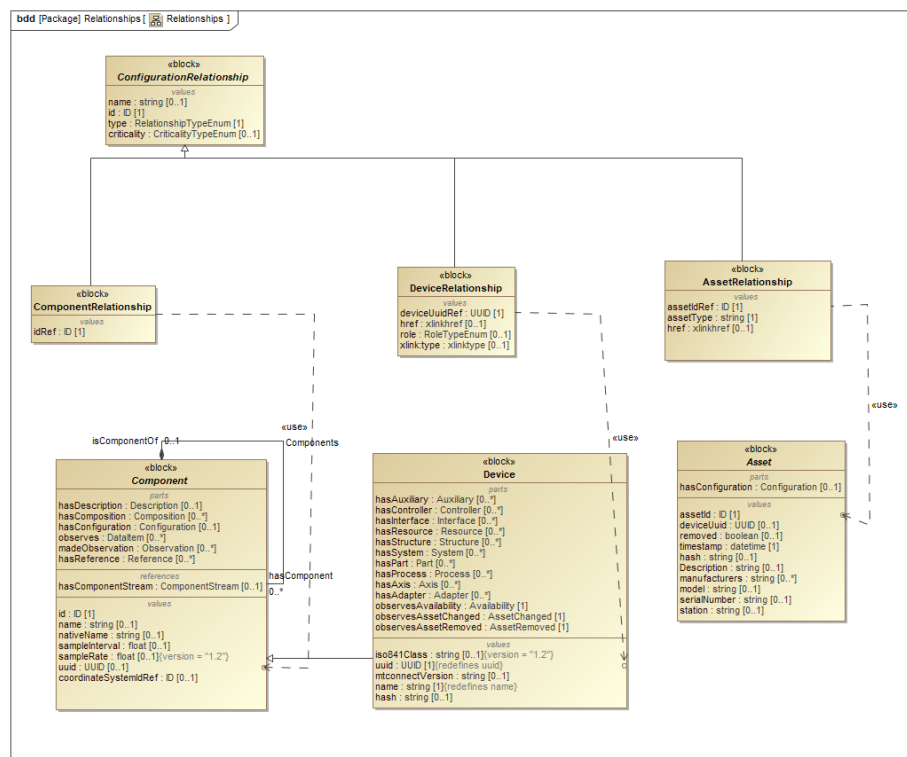 bdd [Package] Relationships [ Relationships ]
«block»
ConfigurationRelationship
values
name : string [0..1]
id : ID [1]
type : RelationshipTypeEnum [1]
criticality : CriticalityTypeEnum [0..1]
«block»
ComponentRelationship
values
idRef : ID [1]
«block»
DeviceRelationship
values
deviceUuidRef : UUID [1]
href : xlinkhref [0..1]
role : RoleTypeEnum [0..1]
xlink:type : xlinktype [0..1]
«block»
AssetRelationship
values
assetIdRef : ID [1]
assetType : string [1]
href : xlinkhref [0..1]
«use»
«use»
«use»
isComponentOf 0..1
Components
hasComponent
0..*
«block»
Component
parts
hasDescription : Description [0..1]
hasComposition : Composition [0..*]
hasConfiguration : Configuration [0..1]
observes : DataItem [0..*]
madeObservation : Observation [0..*]
hasReference : Reference [0..*]
references
hasComponentStream : ComponentStream [0..1]
values
id : ID [1]
name : string [0..1]
nativeName : string [0..1]
sampleInterval : float [0..1]
sampleRate : float [0..1]{version = "1.2"}
uuid : UUID [0..1]
coordinateSystemIdRef : ID [0..1]
«block»
Device
parts
hasAuxiliary : Auxiliary [0..*]
hasController : Controller [0..*]
hasInterface : Interface [0..*]
hasResource : Resource [0..*]
hasStructure : Structure [0..*]
hasSystem : System [0..*]
hasPart : Part [0..*]
hasProcess : Process [0..*]
hasAxis : Axis [0..*]
hasAdapter : Adapter [0..*]
observesAvailability : Availability [1]
observesAssetChanged : AssetChanged [1]
observesAssetRemoved : AssetRemoved [1]
values
iso841Class : string [0..1]{version = "1.2"}
uuid : UUID [1]{redefines uuid}
mtconnectVersion : string [0..1]
name : string [1]{redefines name}
hash : string [0..1]
«block»
Asset
parts
hasConfiguration : Configuration [0..1]
values
assetId : ID [1]
deviceUuid : UUID [0..1]
removed : boolean [0..1]
timestamp : datetime [1]
hash : string [0..1]
Description : string [0..1]
manufacturers : string [0..*]
model : string [0..1]
serialNumber : string [0..1]
station : string [0..1]